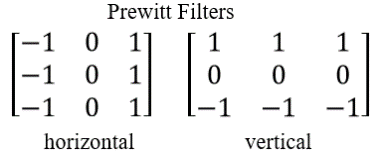 Prewitt Filters
−1 0 1 1 1 1
−1 0 1 0 0 0
−1 0 1 −1 −1 −1
horizontal vertical